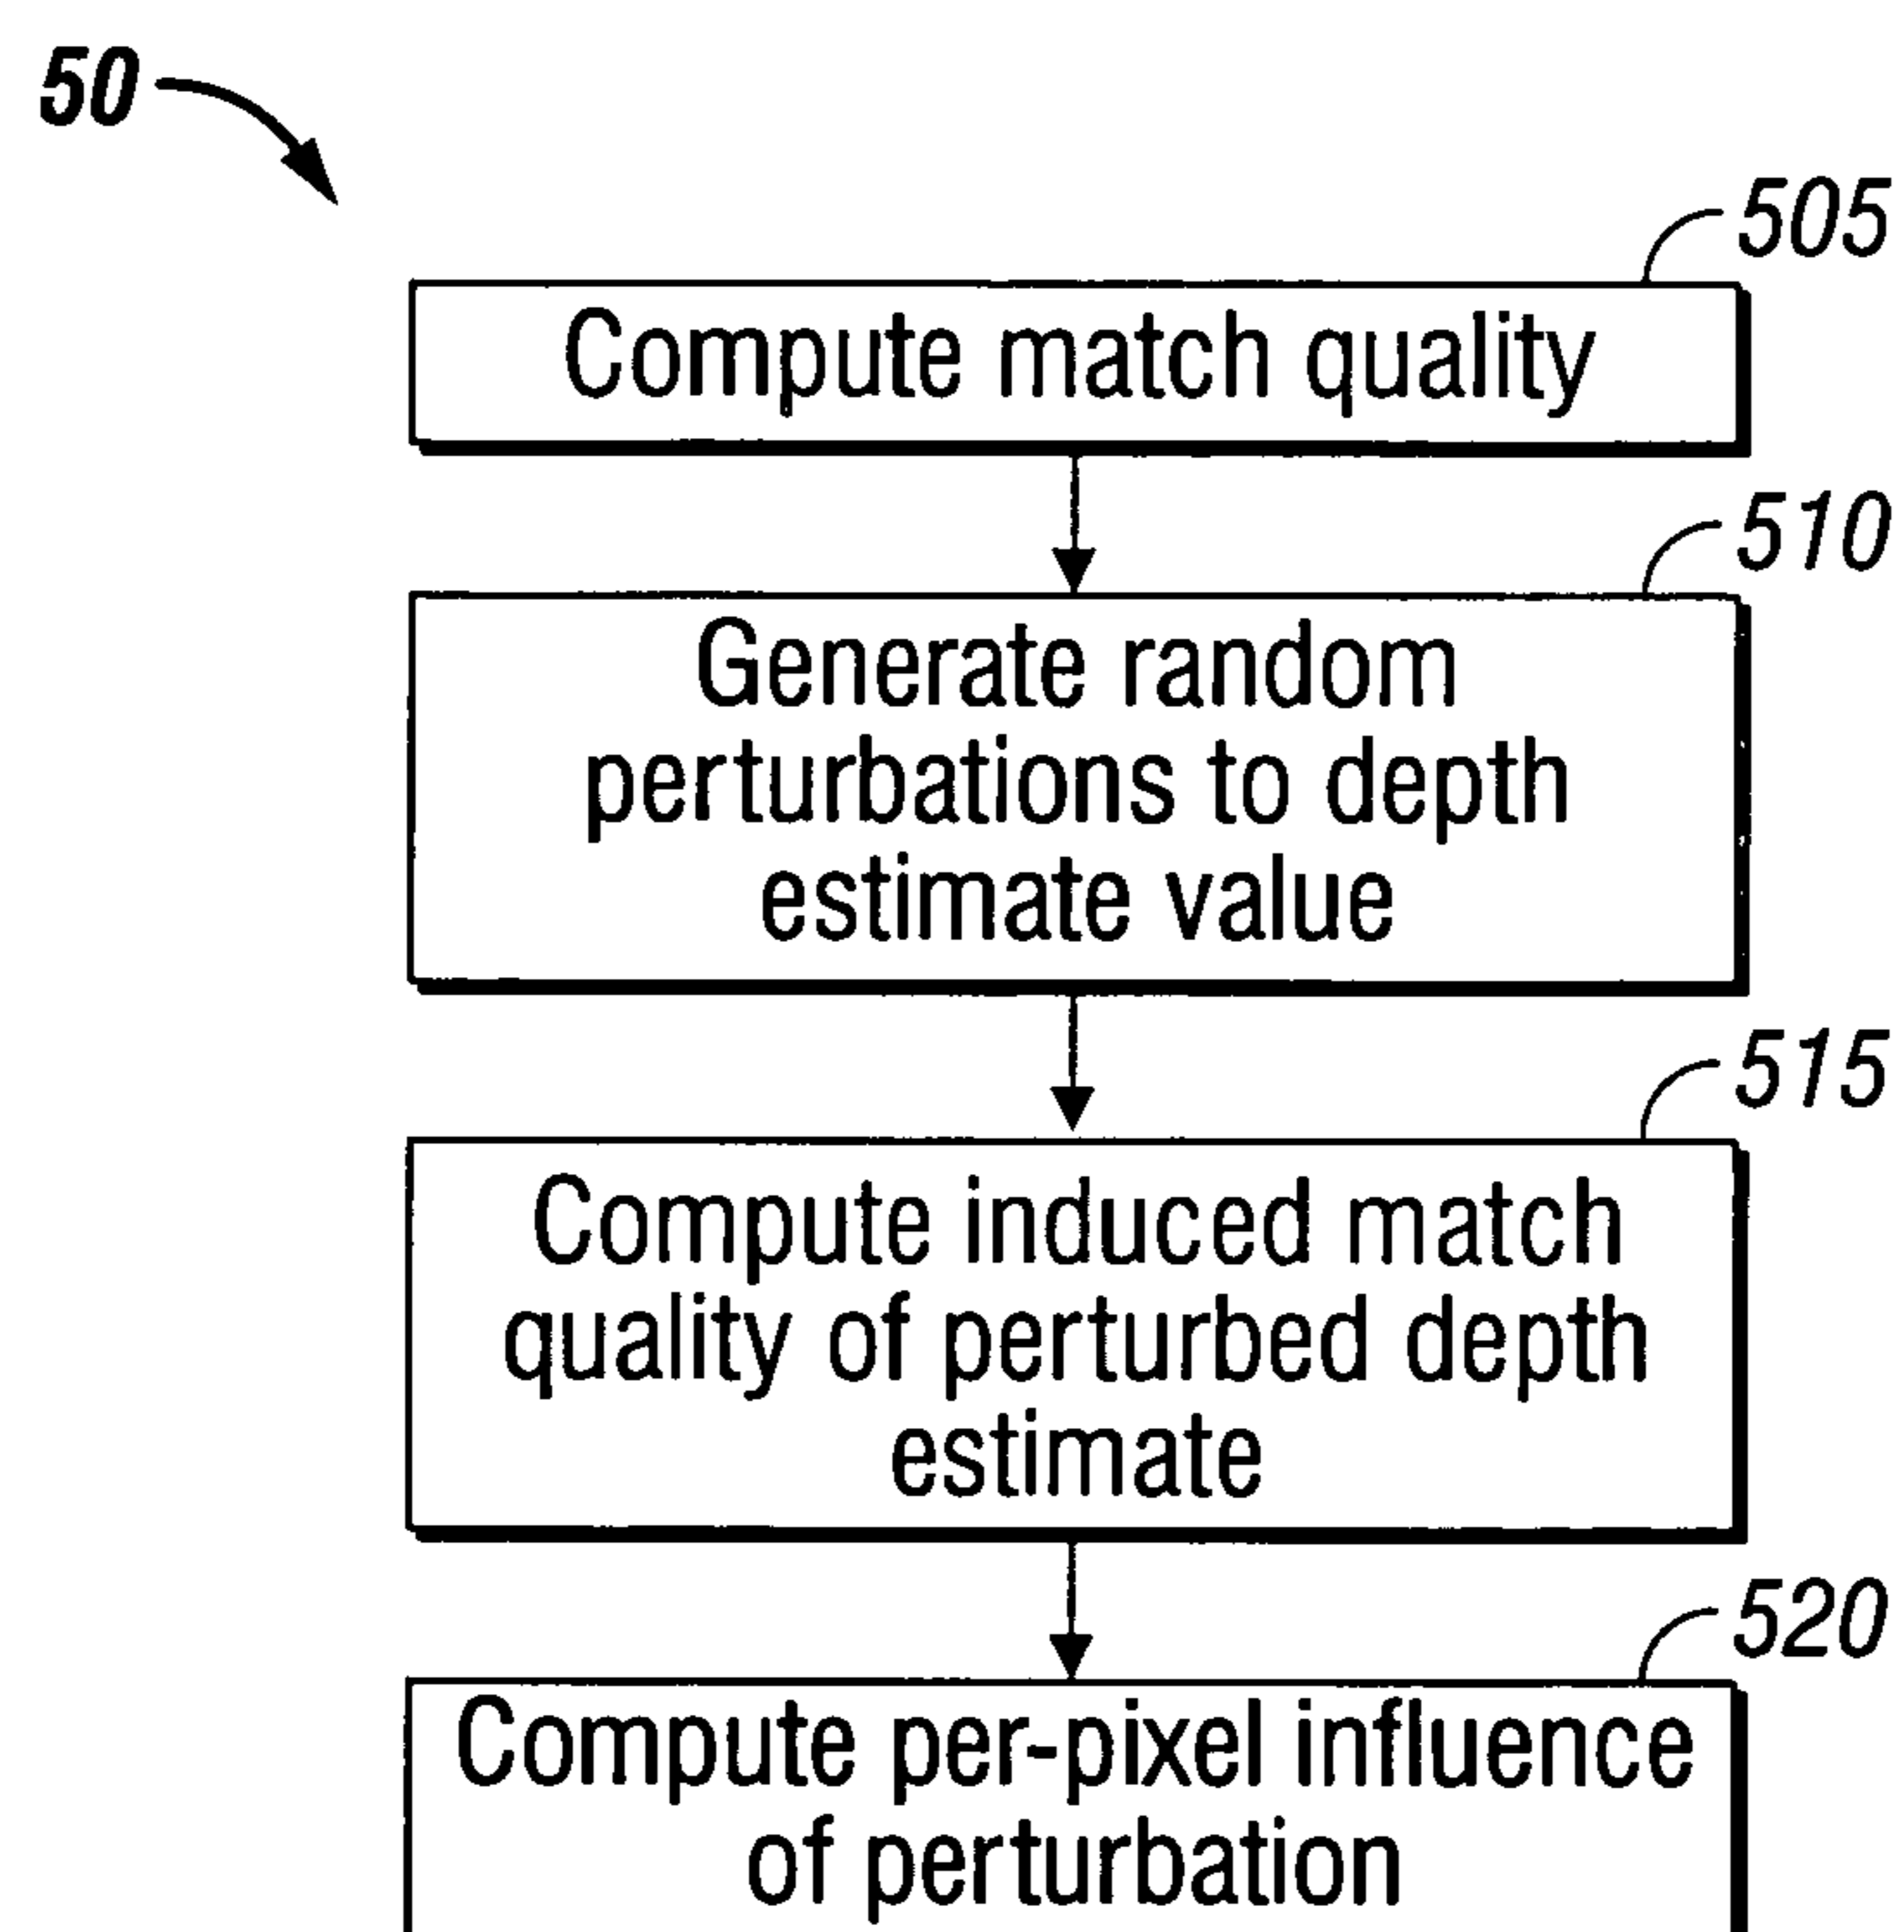 50
505
Compute match quality
510
Generate random
perturbations to depth
estimate value
515
Compute induced match
quality of perturbed depth
estimate
520
Compute per-pixel influence
of perturbation